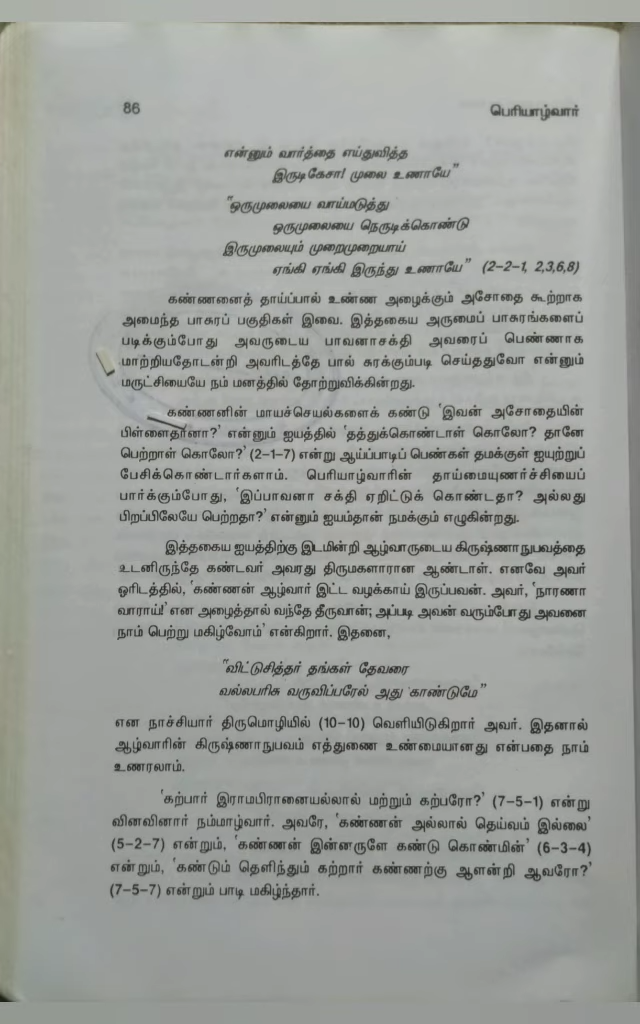 86 பெரியாழ்வார்
என்னும் வார்த்தை எய்துவித்த
இருடிகேசா! முலை உணாயே”
“ஒருமுலையை வாய்மடுத்து
ஒருமுலையை நெருடிக்கொண்டு
இருமுலையும் முறைமுறையாய்
ஏங்கி ஏங்கி இருந்து உணாயே” (2-2-1, 2,3,6,8)
கண்ணனைத் தாய்ப்பால் உண்ண அழைக்கும் அசோதை கூற்றாக
அமைந்த பாசுரப் பகுதிகள் இவை. இத்தகைய அருமைப் பாசுரங்களைப்
படிக்கும்போது அவருடைய பாவனாசக்தி அவரைப் பெண்ணாக
மாற்றியதோடன்றி அவரிடத்தே பால் சுரக்கும்படி செய்ததுவோ என்னும்
மருட்சியையே நம் மனத்தில் தோற்றுவிக்கின்றது.
கண்ணனின் மாயச்செயல்களைக் கண்டு ‘இவன் அசோதையின்
பிள்ளைதானா?’ என்னும் ஐயத்தில் ‘தத்துக்கொண்டாள் கொலோ? தானே
பெற்றாள் கொலோ?’ (2-1-7) என்று ஆய்ப்பாடிப் பெண்கள் தமக்குள் ஐயுற்றுப்
பேசிக்கொண்டார்களாம். பெரியாழ்வாரின் தாய்மையுணர்ச்சியைப்
பார்க்கும்போது, ‘இப்பாவனா சக்தி ஏறிட்டுக் கொண்டதா? அல்லது
பிறப்பிலேயே பெற்றதா?’ என்னும் ஐயம்தான் நமக்கும் எழுகின்றது.
இத்தகைய ஐயத்திற்கு இடமின்றி ஆழ்வாருடைய கிருஷ்ணாநுபவத்தை
உடனிருந்தே கண்டவர் அவரது திருமகளாரான ஆண்டாள். எனவே அவர்
ஓரிடத்தில், ‘கண்ணன் ஆழ்வார் இட்ட வழக்காய் இருப்பவன். அவர், ‘நாரணா
வாராய்!’ என அழைத்தால் வந்தே தீருவான்; அப்படி அவன் வரும்போது அவனை
நாம் பெற்று மகிழ்வோம்’ என்கிறார். இதனை,
“விட்டுசித்தர் தங்கள் தேவரை
வல்லபரிசு வருவிப்பரேல் அது காண்டுமே”
என நாச்சியார் திருமொழியில் (10-10) வெளியிடுகிறார் அவர். இதனால்
ஆழ்வாரின் கிருஷ்ணாநுபவம் எத்துணை உண்மையானது என்பதை நாம்
உணரலாம்.
‘கற்பார் இராமபிரானையல்லால் மற்றும் கற்பரோ?’ (7-5-1) என்று
வினவினார் நம்மாழ்வார். அவரே, ‘கண்ணன் அல்லால் தெய்வம் இல்லை’
(5-2-7) என்றும், ‘கண்ணன் இன்னருளே கண்டு கொண்மின்’ (6-3-4)
என்றும், ‘கண்டும் தெளிந்தும் கற்றார் கண்ணற்கு ஆளன்றி ஆவரோ?’
(7-5-7) என்றும் பாடி மகிழ்ந்தார்.